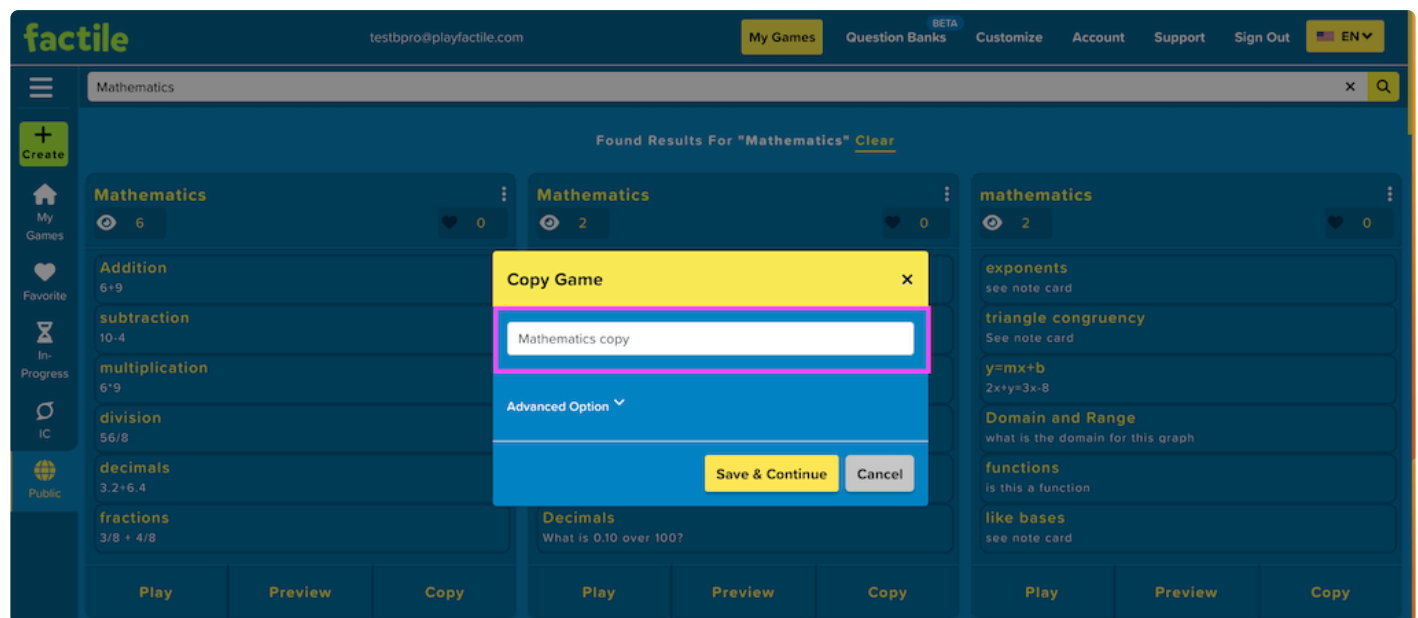 factile
testbpro@playfactile.com
My Games
Question Banks
BETA
Customize
Account
Support
Sign Out
EN
Mathematics
Create
My
Games
Favorite
In-
Progress
IC
Public
Found Results For "Mathematics" Clear
Mathematics
6
0
Addition
6+9
subtraction
10-4
multiplication
6*9
division
56/8
decimals
3.2+6.4
fractions
3/8 + 4/8
Play
Preview
Copy
Mathematics
2
0
Decimals
What is 0.10 over 100?
Play
Preview
Copy
mathematics
2
0
exponents
see note card
triangle congruency
See note card
y=mx+b
2x+y=3x-8
Domain and Range
what is the domain for this graph
functions
is this a function
like bases
see note card
Play
Preview
Copy
Copy Game
Mathematics copy
Advanced Option
Save & Continue
Cancel